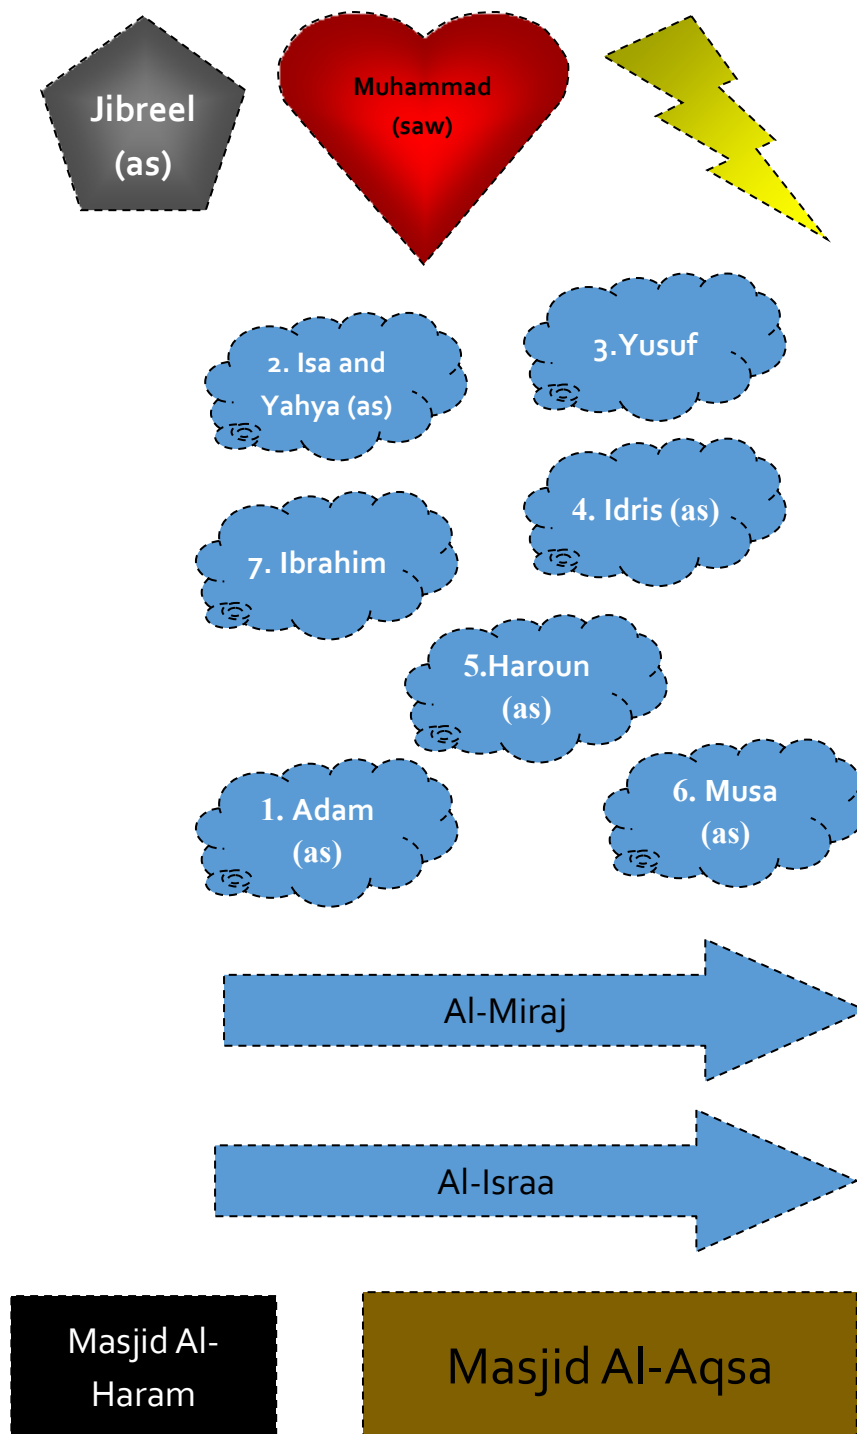 Jibreel
(as)
Muhammad
(saw)
2. Isa and
Yahya (as)
3.Yusuf
4. Idris (as)
7. Ibrahim
5.Haroun
(as)
1. Adam
(as)
6. Musa
(as)
Al-Miraj
Al-Israa
Masjid Al-
Haram
Masjid Al-Aqsa